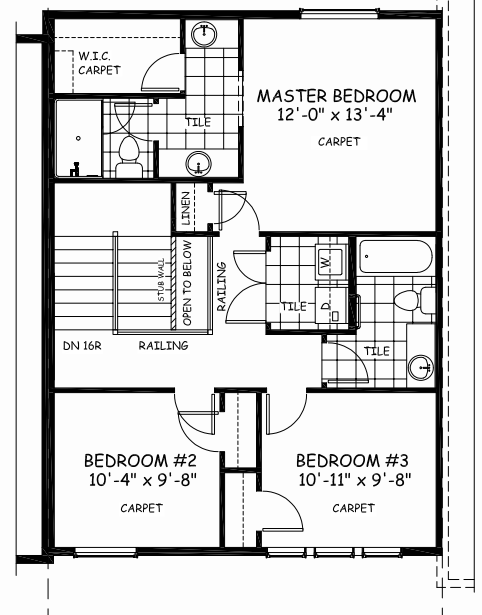 W.I.C.
CARPET
MASTER BEDROOM
12'-0" x 13'-4"
CARPET
TILE
LINEN
STUB WALL
OPEN TO BELOW
RAILING
W
D
TILE
TILE
DN 16R
RAILING
BEDROOM #2
10'-4" x 9'-8"
CARPET
BEDROOM #3
10'-11" x 9'-8"
CARPET